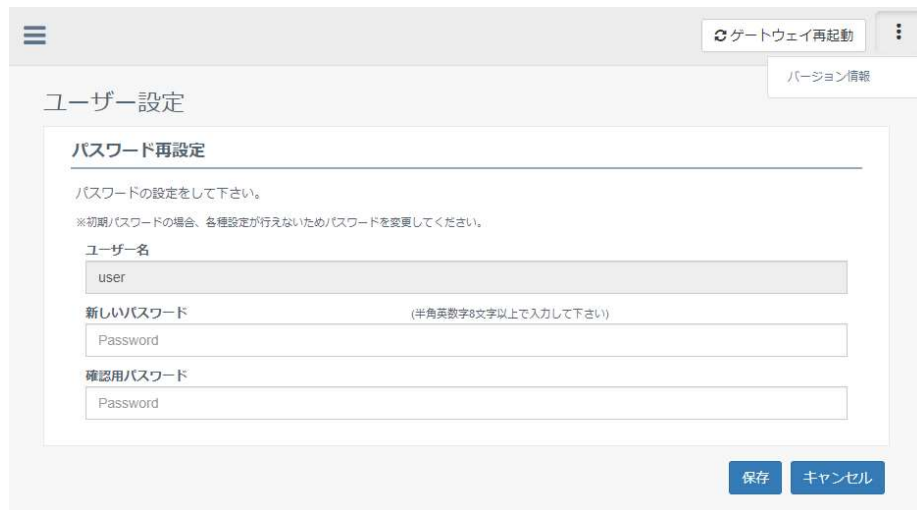 ゲートウェイ再起動
バージョン情報
ユーザー設定
パスワード再設定
パスワードの設定をして下さい。
※初期パスワードの場合、各種設定が行えないためパスワードを変更してください。
ユーザー名
user
新しいパスワード (半角英数字8文字以上で入力して下さい)
Password
確認用パスワード
Password
保存 キャンセル